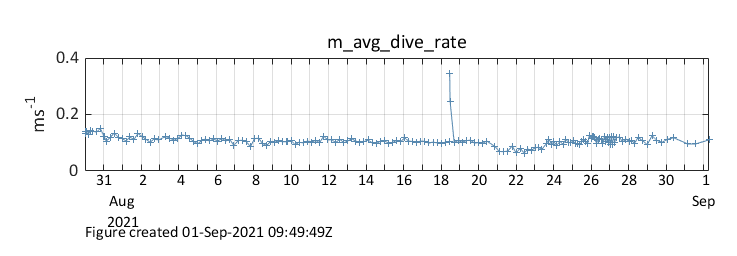 m_avg_dive_rate
0.4
0.2
0
ms-1
31 2 4 6 8 10 12 14 16 18 20 22 24 26 28 30 1
Aug Sep
2021
Figure created 01-Sep-2021 09:49:49Z